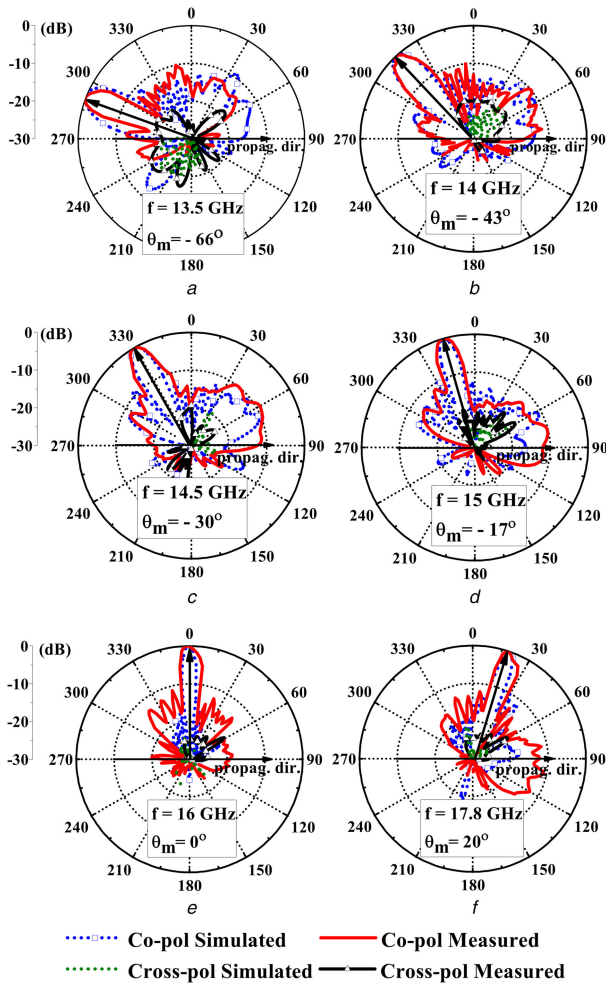 0
(dB)
-10
-20
-30
0
30
60
90
120
150
180
210
240
270
300
330
propag. dir.
f = 13.5 GHz
θm = - 66°
a
0
30
60
90
120
150
180
210
240
270
300
330
propag. dir.
f = 14 GHz
θm = - 43°
b
0
(dB)
-10
-20
-30
0
30
60
90
120
150
180
210
240
270
300
330
propag. dir.
f = 14.5 GHz
θm = - 30°
c
0
30
60
90
120
150
180
210
240
270
300
330
propag. dir.
f = 15 GHz
θm = - 17°
d
0
(dB)
-10
-20
-30
0
30
60
90
120
150
180
210
240
270
300
330
propag. dir.
f = 16 GHz
θm = 0°
e
0
30
60
90
120
150
180
210
240
270
300
330
propag. dir.
f = 17.8 GHz
θm = 20°
f
Co-pol Simulated
Co-pol Measured
Cross-pol Simulated
Cross-pol Measured